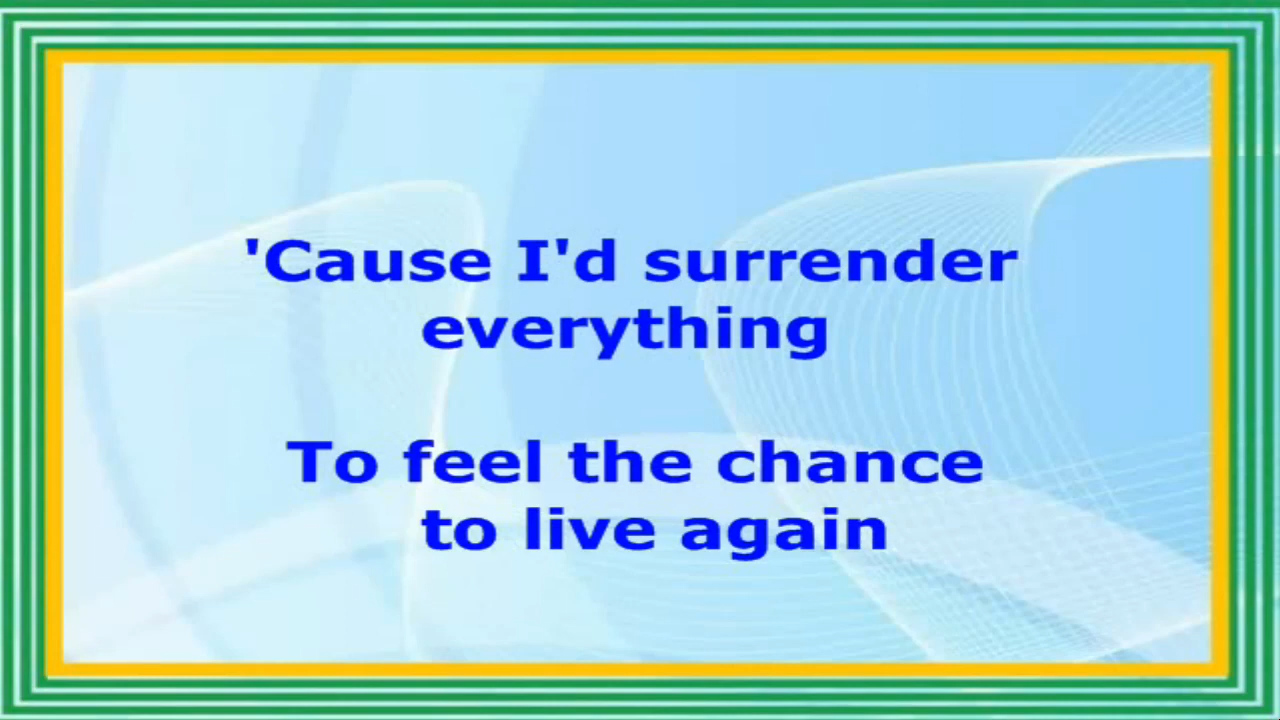 'Cause I'd surrender
everything
To feel the chance
to live again